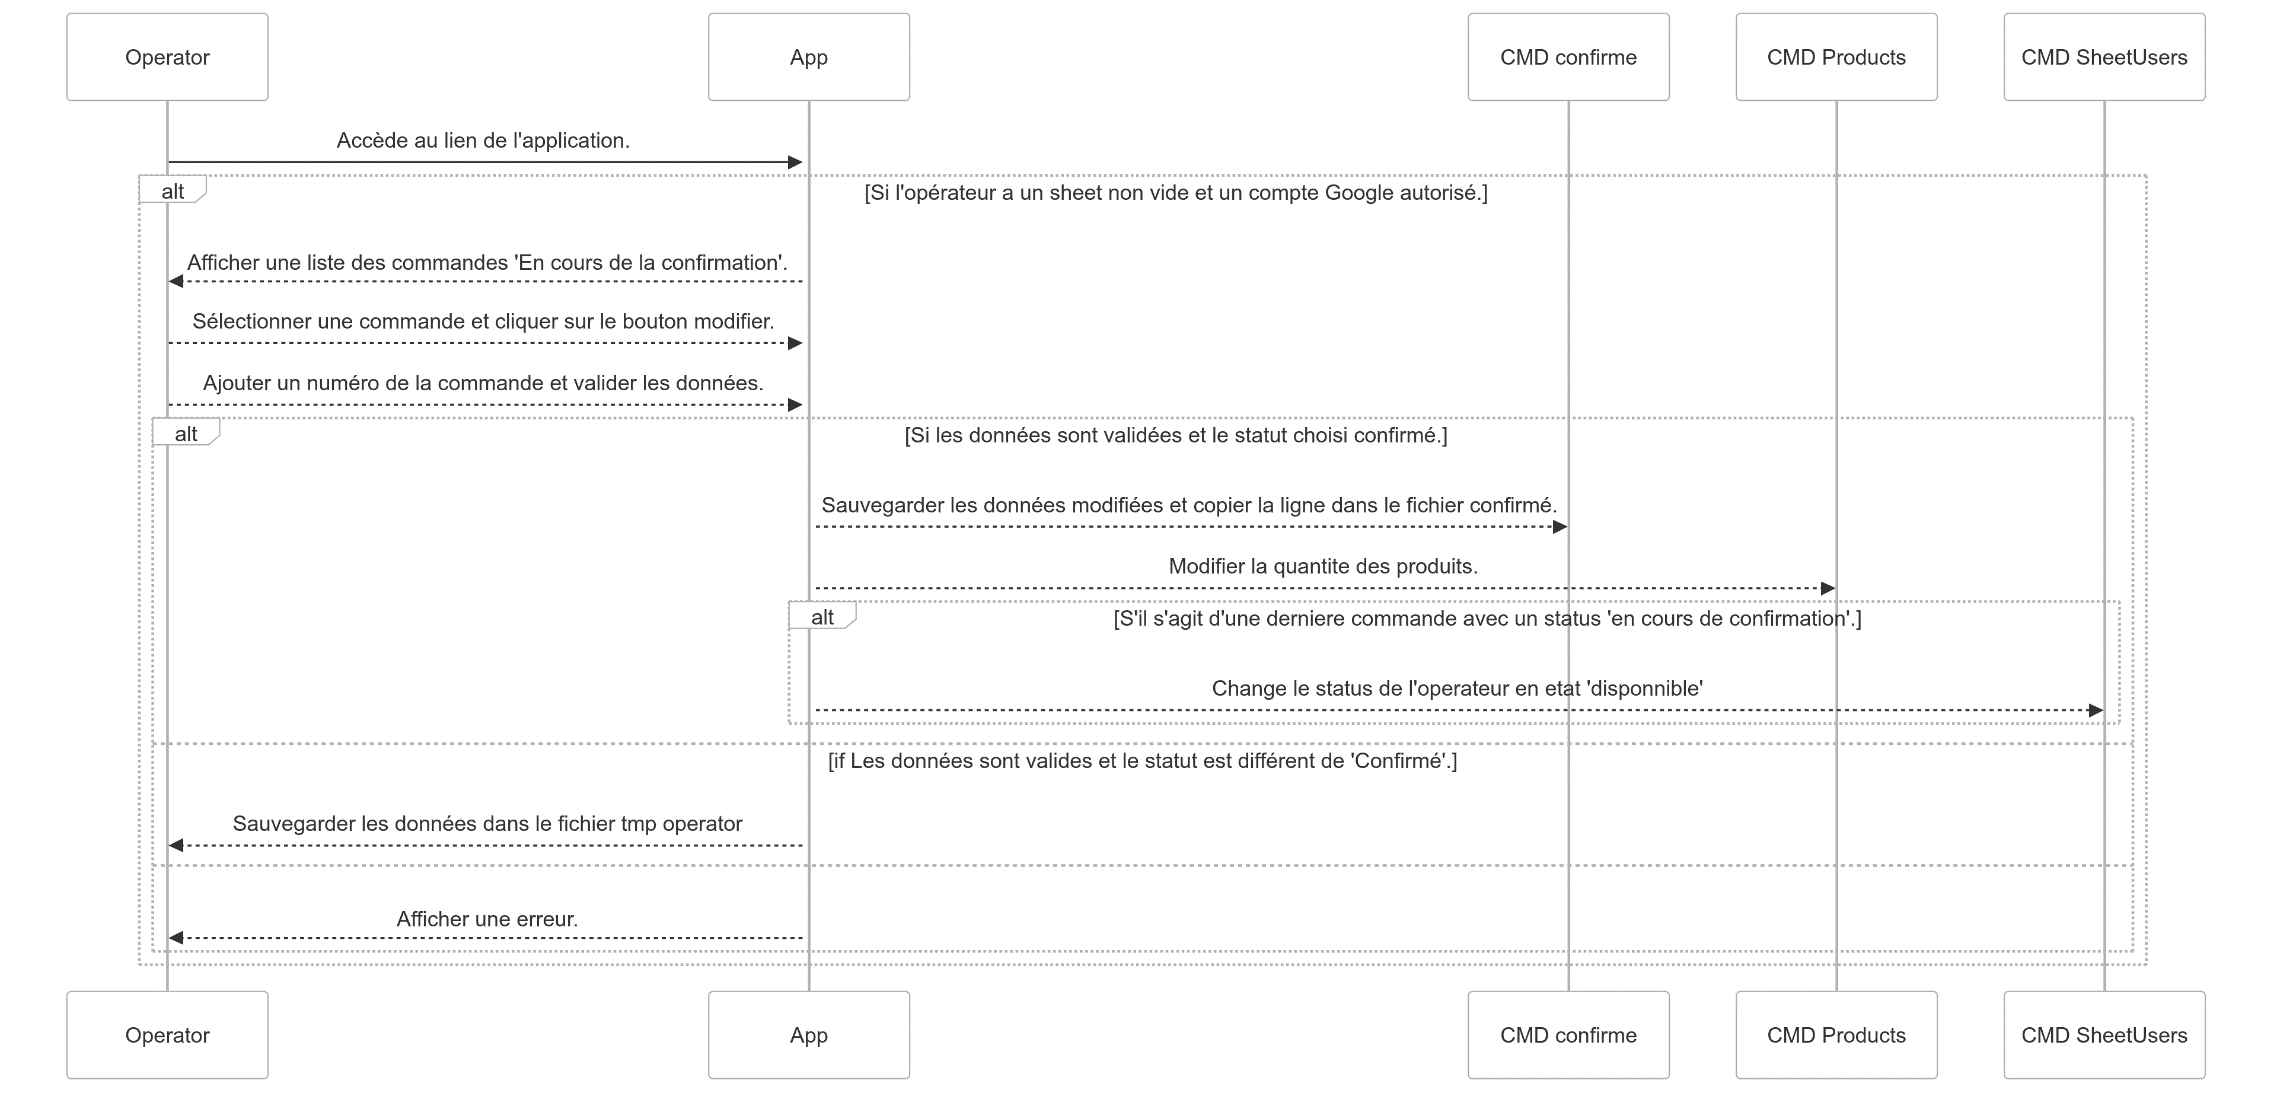 Operator
App
CMD confirme
CMD Products
CMD SheetUsers
Accède au lien de l'application.
alt
[Si l'opérateur a un sheet non vide et un compte Google autorisé.]
Afficher une liste des commandes 'En cours de la confirmation'.
Sélectionner une commande et cliquer sur le bouton modifier.
Ajouter un numéro de la commande et valider les données.
alt
[Si les données sont validées et le statut choisi confirmé.]
Sauvegarder les données modifiées et copier la ligne dans le fichier confirmé.
Modifier la quantite des produits.
alt
[S'il s'agit d'une derniere commande avec un status 'en cours de confirmation'.]
Change le status de l'operateur en etat 'disponnible'
[if Les données sont valides et le statut est différent de 'Confirmé'.]
Sauvegarder les données dans le fichier tmp operator
Afficher une erreur.
Operator
App
CMD confirme
CMD Products
CMD SheetUsers